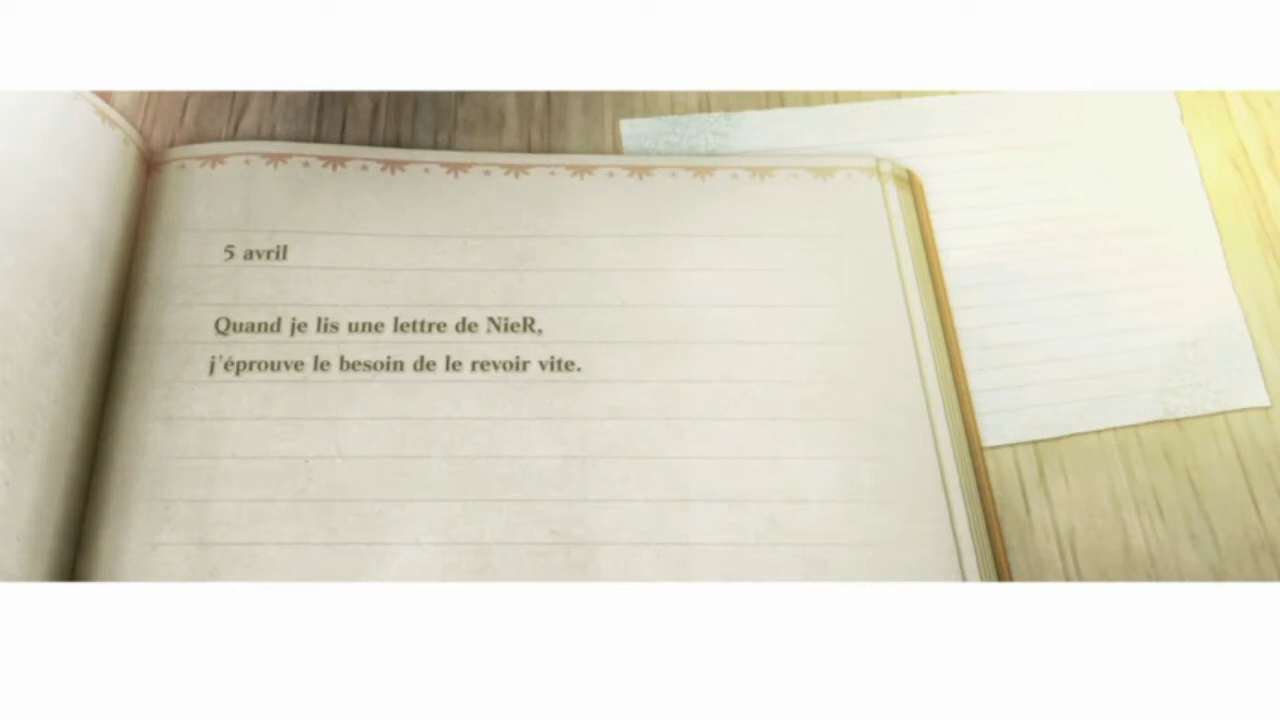 5 avril
Quand je lis une lettre de NieR,
j'éprouve le besoin de le revoir vite.